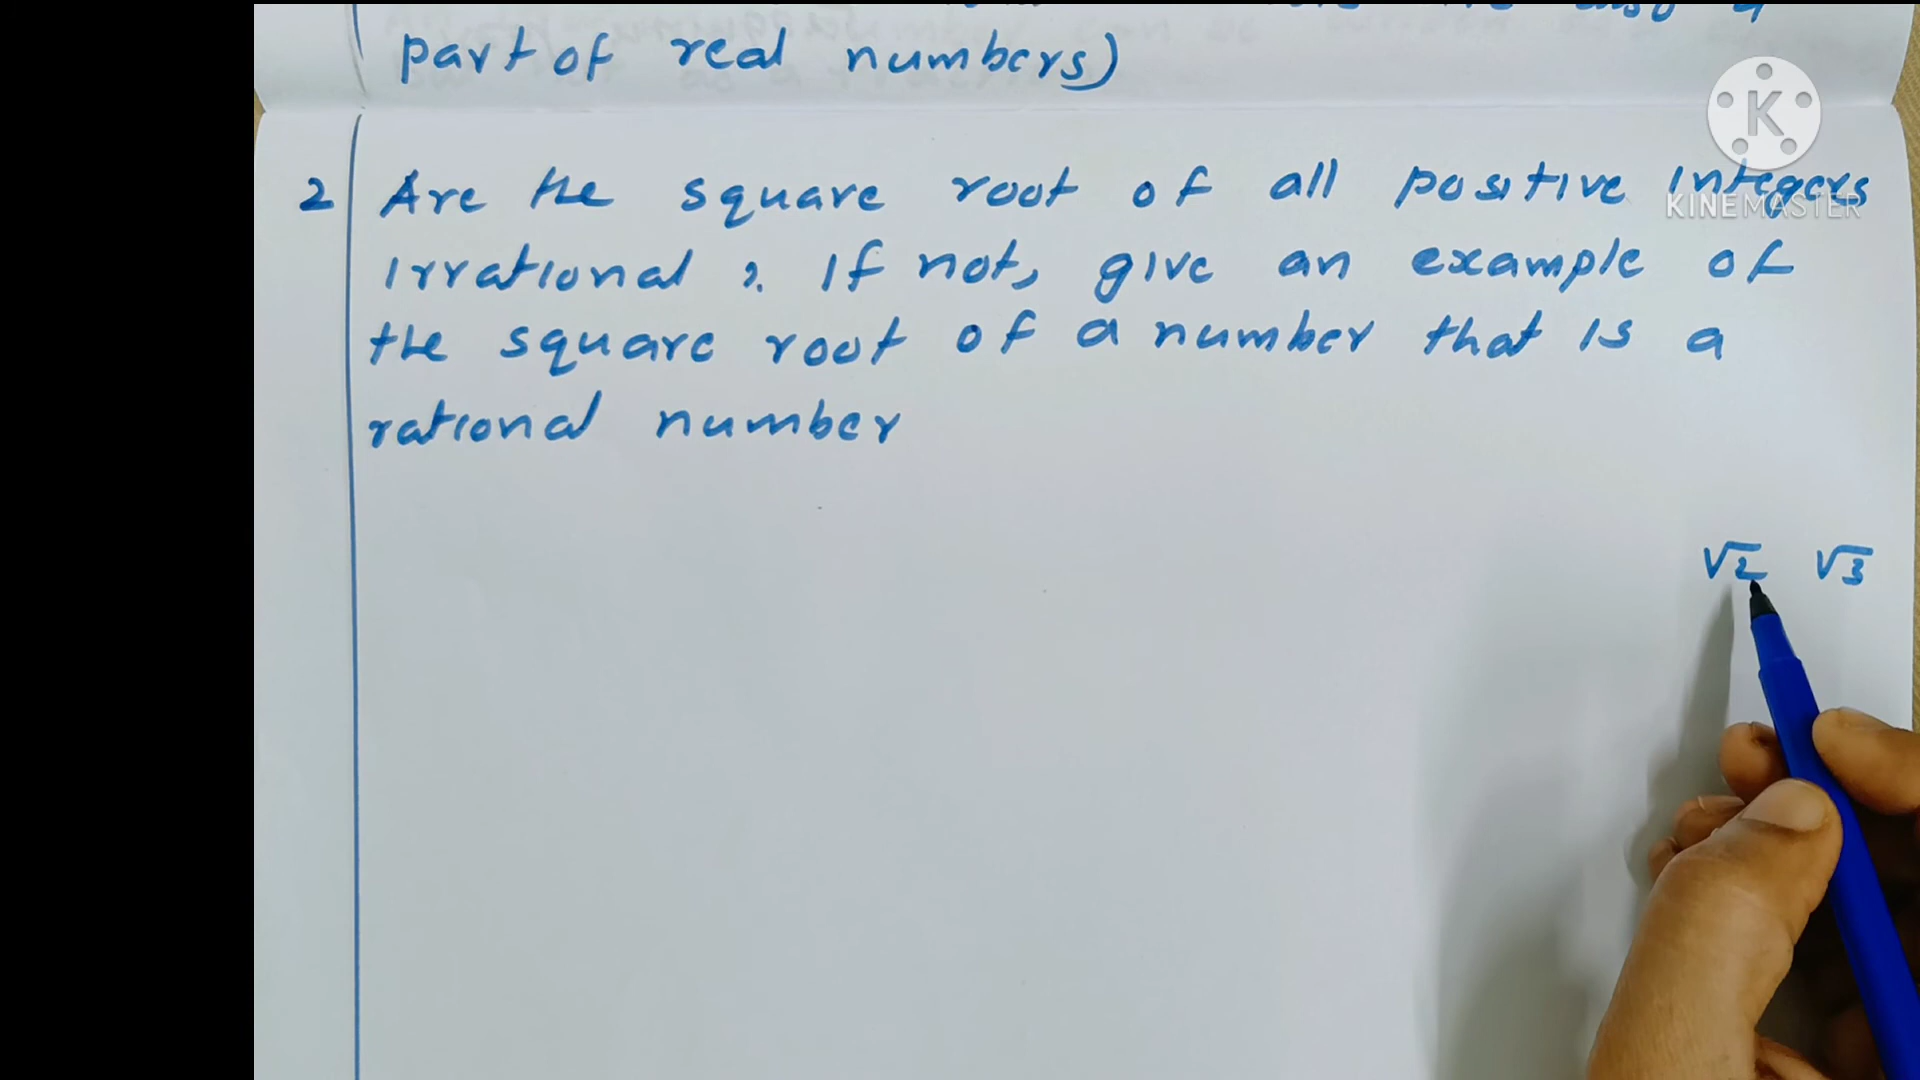 part of real numbers)
K
KINEMASTER
2 Are the square root of all positive integers
irrational ? If not, give an example of
the square root of a number that is a
rational number
√2 √3